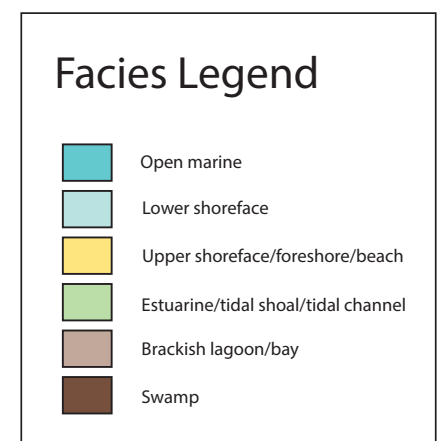 Facies Legend
Open marine
Lower shoreface
Upper shoreface/foreshore/beach
Estuarine/tidal shoal/tidal channel
Brackish lagoon/bay
Swamp